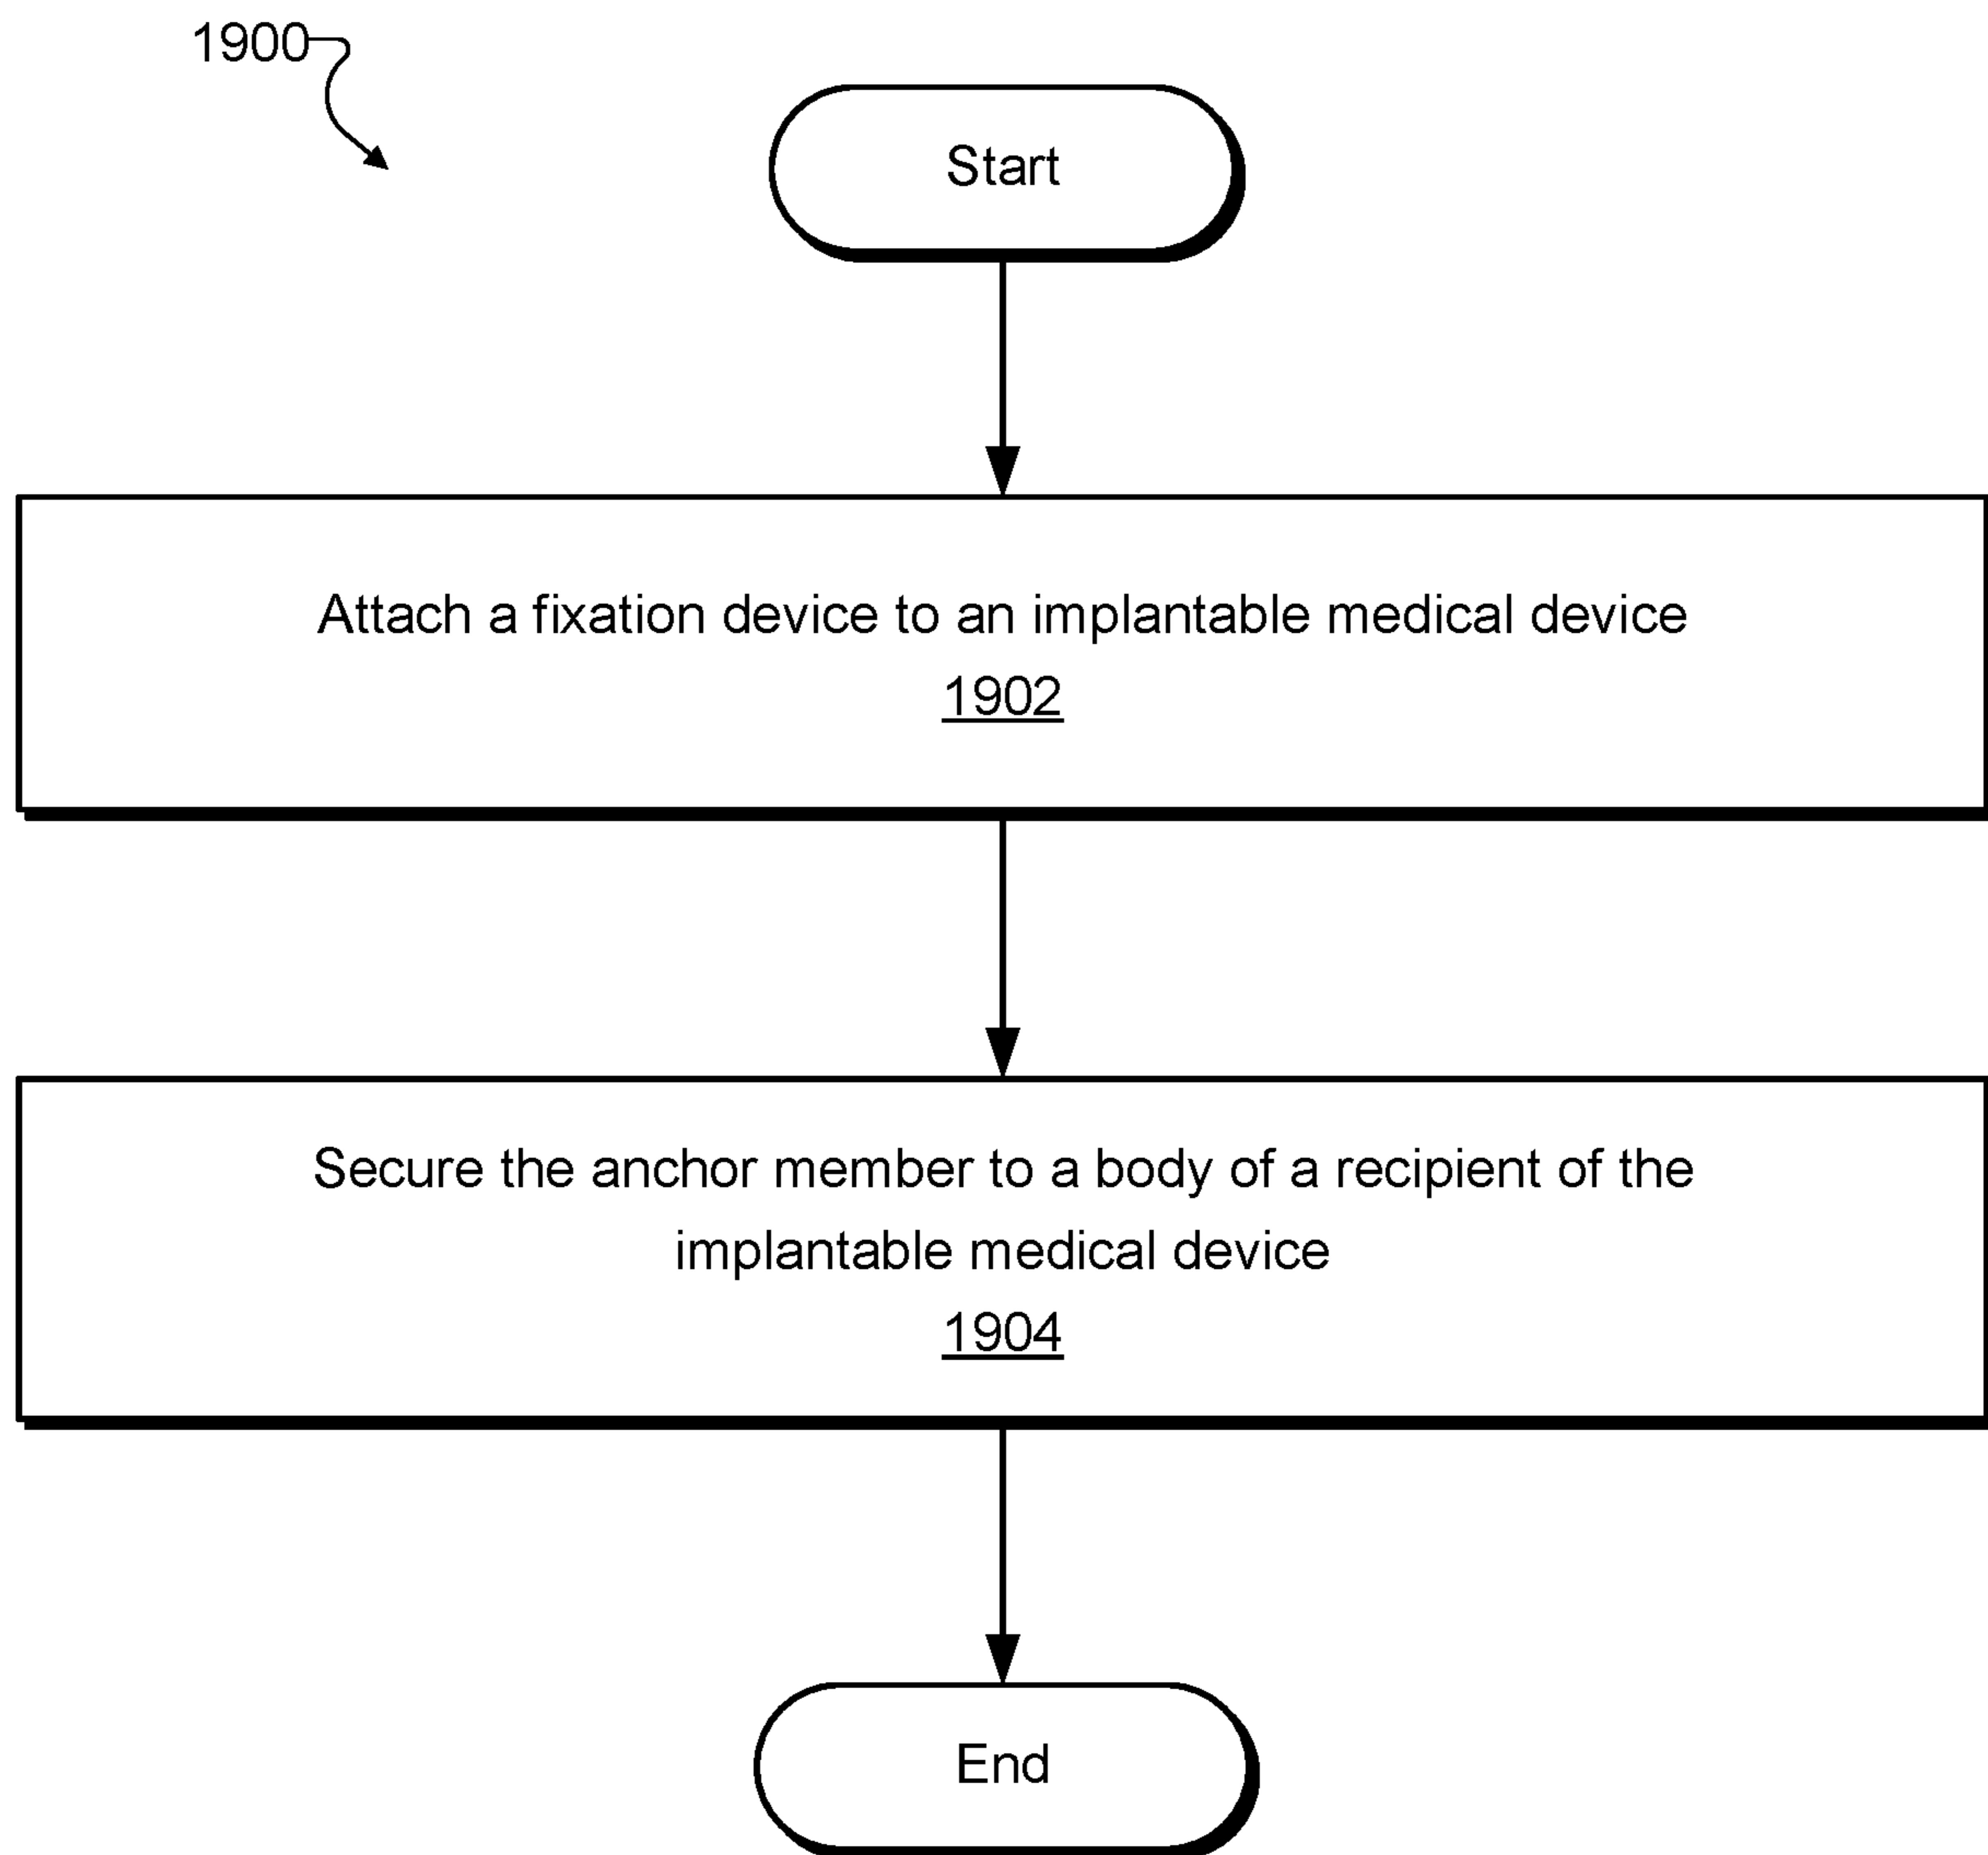 1900
Start
Attach a fixation device to an implantable medical device
1902
Secure the anchor member to a body of a recipient of the
implantable medical device
1904
End